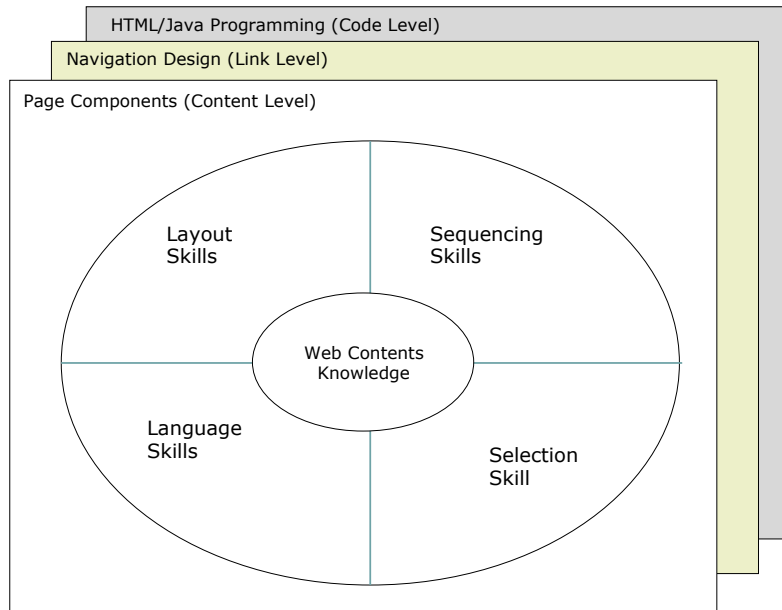 HTML/Java Programming (Code Level)
Navigation Design (Link Level)
Page Components (Content Level)
Layout
Skills
Sequencing
Skills
Web Contents
Knowledge
Language
Skills
Selection
Skill